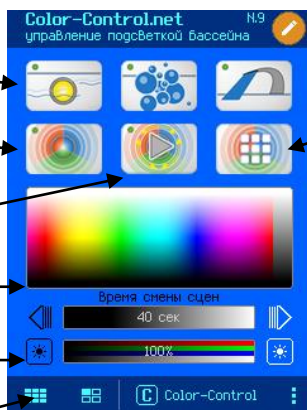 Color-Control.net N.9
управление подсветкой бассейна
Время смены сцен
40 сек
100%
C Color-Control